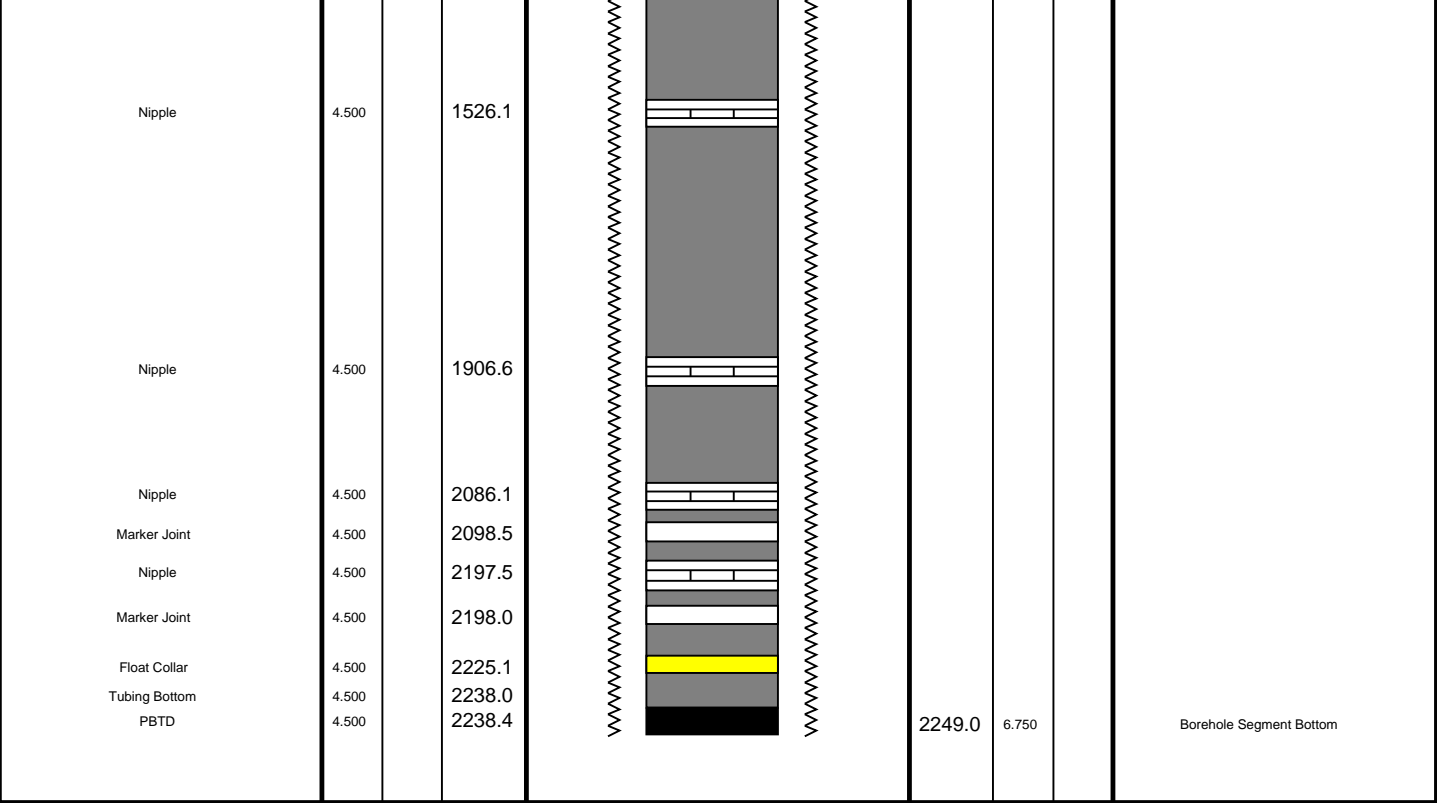 Nipple 4.500 1526.1
Nipple 4.500 1906.6
Nipple 4.500 2086.1
Marker Joint 4.500 2098.5
Nipple 4.500 2197.5
Marker Joint 4.500 2198.0
Float Collar 4.500 2225.1
Tubing Bottom 4.500 2238.0
PBTD 4.500 2238.4 2249.0 6.750 Borehole Segment Bottom